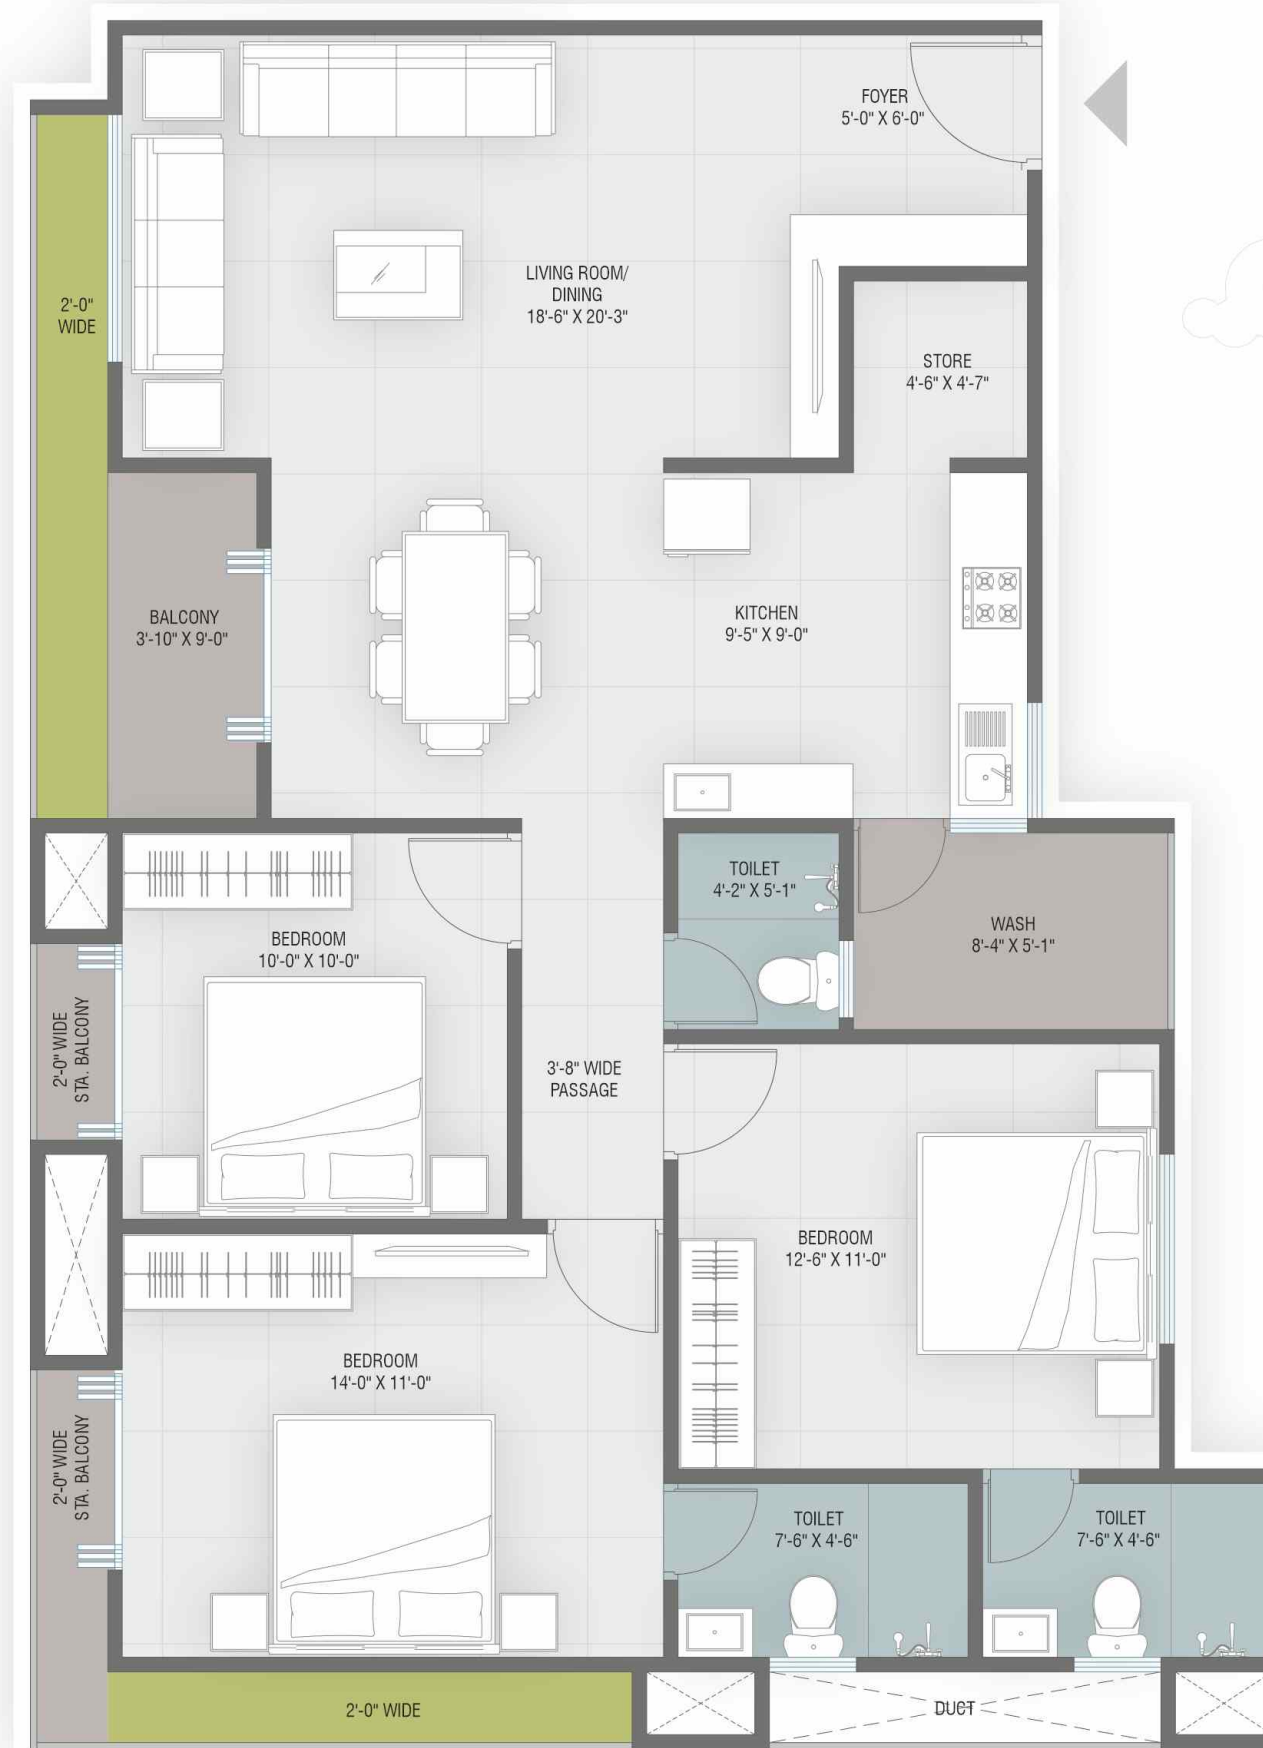 FOYER
5'-0" X 6'-0"
LIVING ROOM/
DINING
18'-6" X 20'-3"
2'-0"
WIDE
STORE
4'-6" X 4'-7"
BALCONY
3'-10" X 9'-0"
KITCHEN
9'-5" X 9'-0"
TOILET
4'-2" X 5'-1"
WASH
8'-4" X 5'-1"
BEDROOM
10'-0" X 10'-0"
2'-0" WIDE
STA. BALCONY
3'-8" WIDE
PASSAGE
BEDROOM
12'-6" X 11'-0"
BEDROOM
14'-0" X 11'-0"
2'-0" WIDE
STA. BALCONY
TOILET
7'-6" X 4'-6"
TOILET
7'-6" X 4'-6"
2'-0" WIDE
DUCT